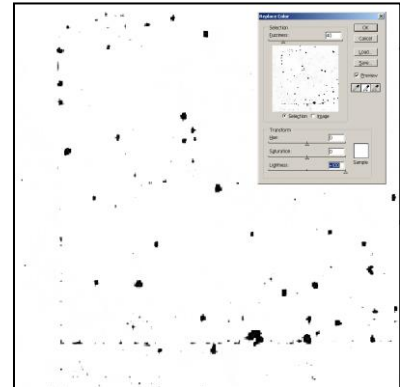 Replace Color
Selection
Fuzziness:
OK
Cancel
Load...
Save...
Preview
Selection
Image
Transform
Hue:
Saturation:
Lightness:
Sample